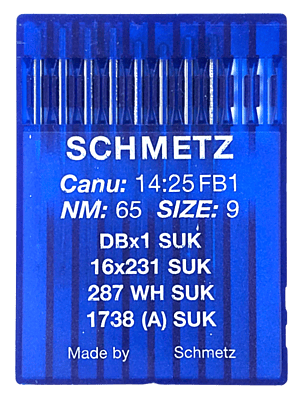 SCHMETZ
Canu: 14:25 FB1
NM: 65 SIZE: 9
DBx1 SUK
16x231 SUK
287 WH SUK
1738 (A) SUK
Made by Schmetz